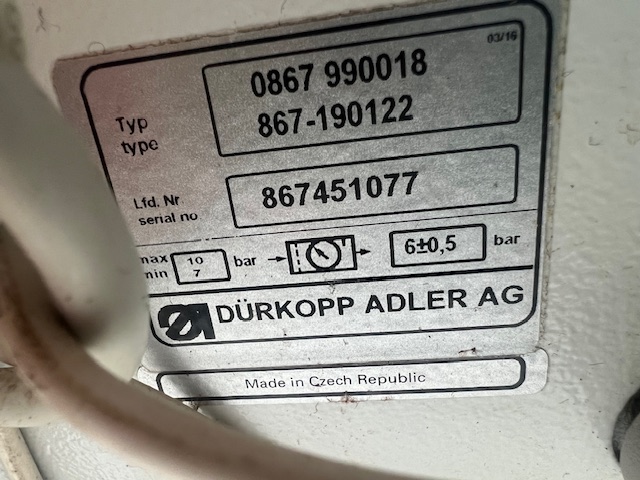 03/16
Typ
type
0867 990018
867-190122
Lfd. Nr
serial no
867451077
max 10 bar
min 7
6±0,5 bar
DÜRKOPP ADLER AG
Made in Czech Republic